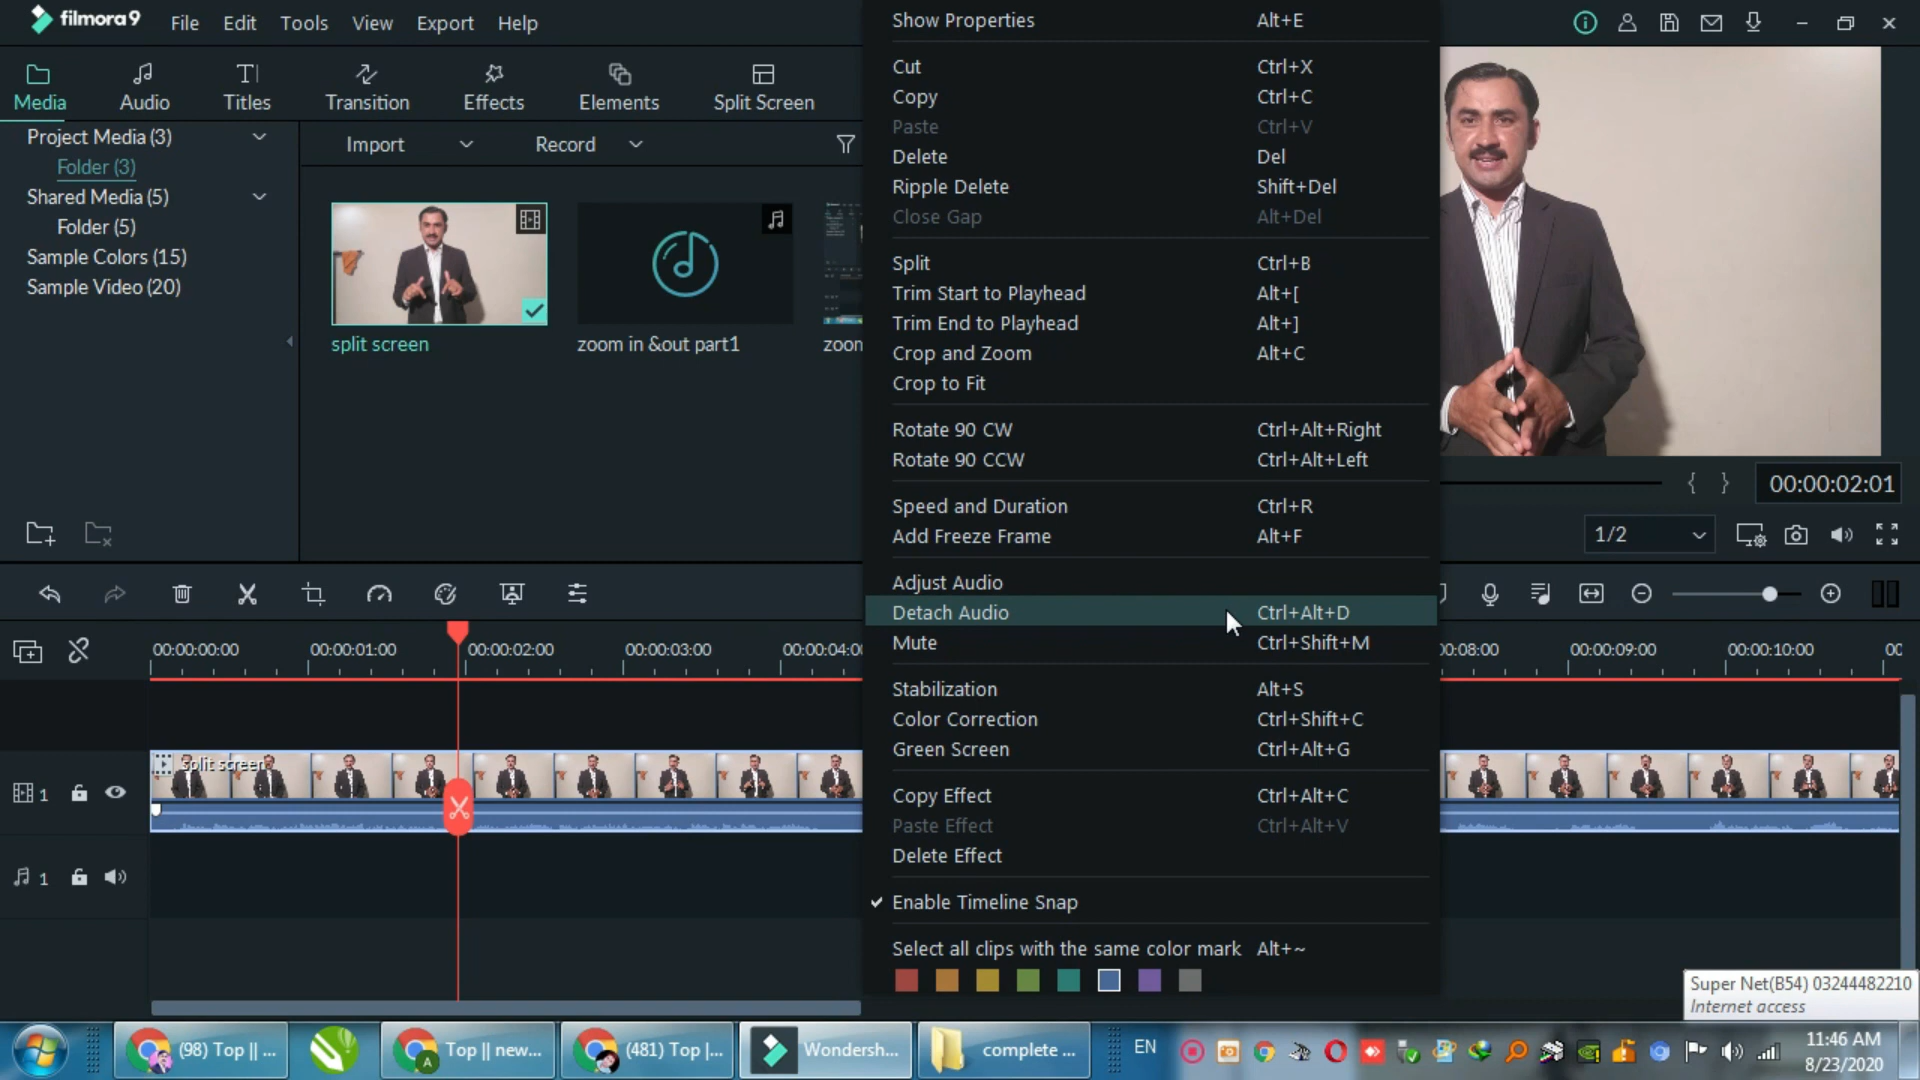 filmora9
File Edit Tools View Export Help
Media Audio Titles Transition Effects Elements Split Screen
Project Media (3)
Folder (3)
Shared Media (5)
Folder (5)
Sample Colors (15)
Sample Video (20)
Import Record
split screen
zoom in &out part1
zoon
Show Properties Alt+E
Cut Ctrl+X
Copy Ctrl+C
Paste Ctrl+V
Delete Del
Ripple Delete Shift+Del
Close Gap Alt+Del
Split Ctrl+B
Trim Start to Playhead Alt+[
Trim End to Playhead Alt+]
Crop and Zoom Alt+C
Crop to Fit
Rotate 90 CW Ctrl+Alt+Right
Rotate 90 CCW Ctrl+Alt+Left
Speed and Duration Ctrl+R
Add Freeze Frame Alt+F
Adjust Audio
Detach Audio Ctrl+Alt+D
Mute Ctrl+Shift+M
Stabilization Alt+S
Color Correction Ctrl+Shift+C
Green Screen Ctrl+Alt+G
Copy Effect Ctrl+Alt+C
Paste Effect Ctrl+Alt+V
Delete Effect
Enable Timeline Snap
Select all clips with the same color mark Alt+~
{ } 00:00:02:01
1/2
00:00:00:00 00:00:01:00 00:00:02:00 00:00:03:00 00:00:04:0 00:08:00 00:00:09:00 00:00:10:00 00
split screen
1
1
Super Net(B54) 03244482210
Internet access
(98) Top || ... Top || new... (481) Top |... Wondersh... complete ... EN
11:46 AM
8/23/2020